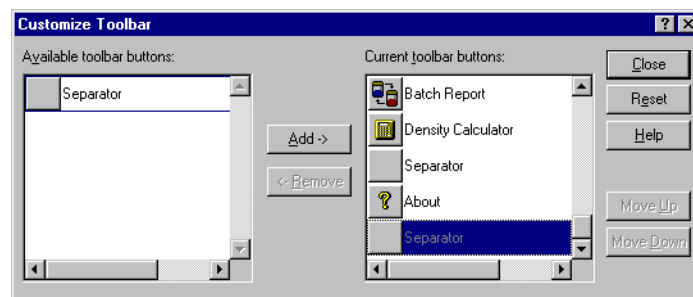 Customize Toolbar
Available toolbar buttons:
Separator
Add ->
<- Remove
Current toolbar buttons:
Batch Report
Density Calculator
Separator
About
Separator
Close
Reset
Help
Move Up
Move Down